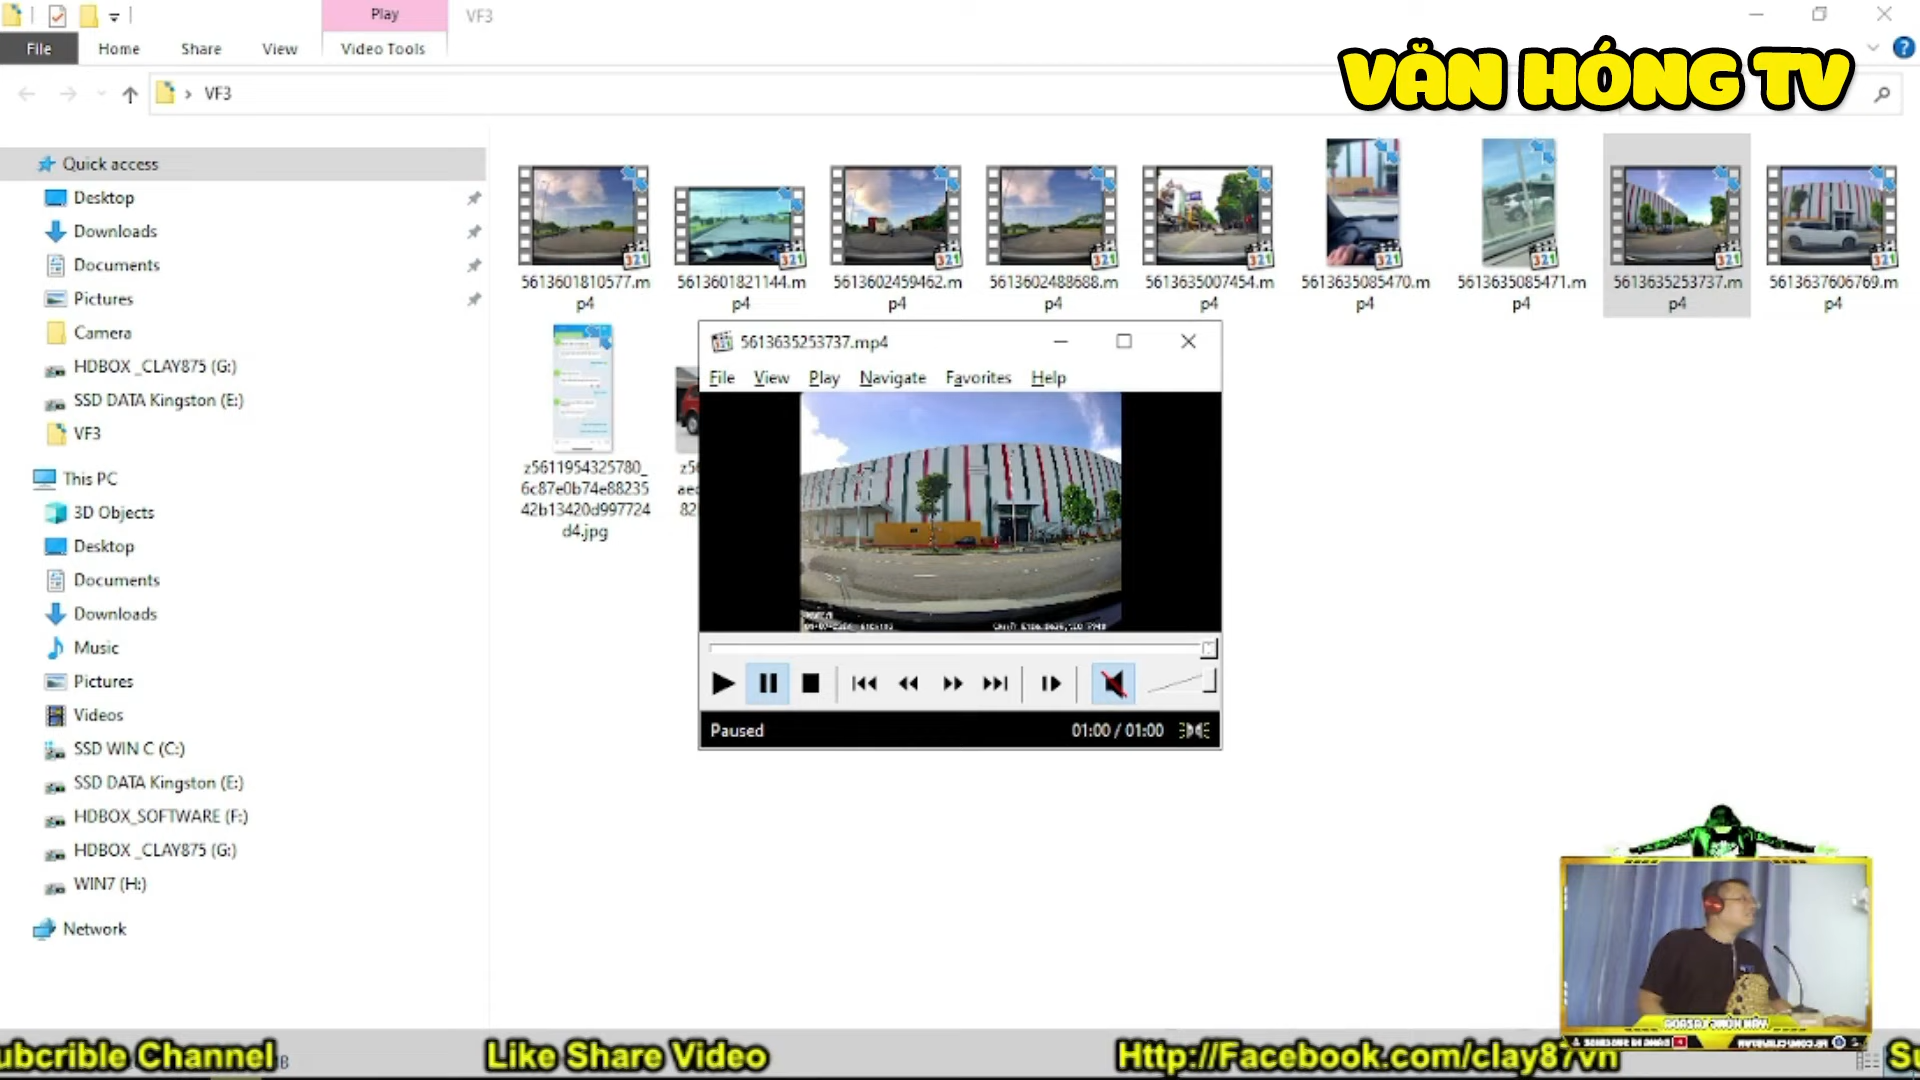 Play
VF3
File
Home
Share
View
Video Tools
VĂN HÓNG TV
VF3
Quick access
Desktop
Downloads
Documents
Pictures
Camera
HDBOX _CLAY875 (G:)
SSD DATA Kingston (E:)
VF3
This PC
3D Objects
Desktop
Documents
Downloads
Music
Pictures
Videos
SSD WIN C (C:)
SSD DATA Kingston (E:)
HDBOX_SOFTWARE (F:)
HDBOX _CLAY875 (G:)
WIN7 (H:)
Network
5613601810577.m
p4
5613601821144.m
p4
5613602459462.m
p4
5613602488688.m
p4
5613635007454.m
p4
5613635085470.m
p4
5613635085471.m
p4
5613635253737.m
p4
5613637606769.m
p4
z5611954325780_
6c87e0b74e88235
42b13420d997724
d4.jpg
z5
aec
82
5613635253737.mp4
File View Play Navigate Favorites Help
Paused
01:00 / 01:00
ubcrible Channel
Like Share Video
Http://Facebook.com/clay87vn
Su